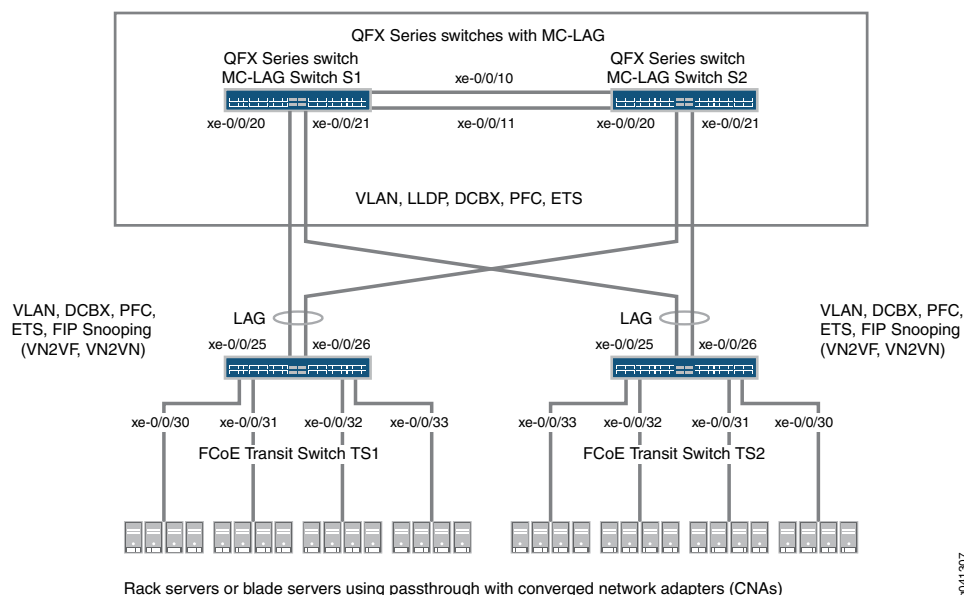 QFX Series switches with MC-LAG
QFX Series switch
MC-LAG Switch S1
QFX Series switch
MC-LAG Switch S2
xe-0/0/10
xe-0/0/20
xe-0/0/21
xe-0/0/11
xe-0/0/20
xe-0/0/21
VLAN, LLDP, DCBX, PFC, ETS
VLAN, DCBX, PFC,
ETS, FIP Snooping
(VN2VF, VN2VN)
LAG
LAG
VLAN, DCBX, PFC,
ETS, FIP Snooping
(VN2VF, VN2VN)
xe-0/0/25
xe-0/0/26
xe-0/0/25
xe-0/0/26
xe-0/0/30
xe-0/0/31
xe-0/0/32
xe-0/0/33
xe-0/0/33
xe-0/0/32
xe-0/0/31
xe-0/0/30
FCoE Transit Switch TS1
FCoE Transit Switch TS2
Rack servers or blade servers using passthrough with converged network adapters (CNAs)
g041307